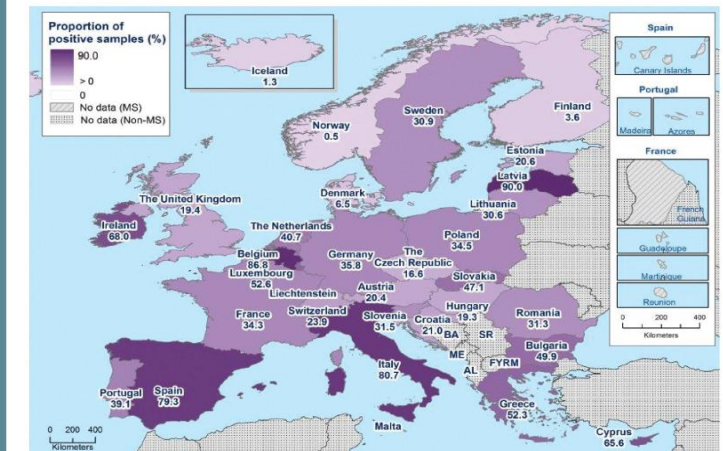 Proportion of
positive samples (%)
90.0
> 0
0
No data (MS)
No data (Non-MS)
Iceland
1.3
Norway
0.5
Sweden
30.9
Finland
3.6
Estonia
20.6
Latvia
90.0
Lithuania
30.6
Denmark
6.5
The United Kingdom
19.4
Ireland
68.0
The Netherlands
40.7
Belgium
86.8
Luxembourg
52.6
Germany
35.8
Poland
34.5
The
Czech Republic
16.6
Slovakia
47.1
Liechtenstein
Austria
20.4
Switzerland
23.9
France
34.3
Slovenia
31.5
Croatia
21.0
Hungary
19.3
Romania
31.3
BA
SR
ME
FYRM
AL
Bulgaria
49.9
Italy
80.7
Portugal
39.1
Spain
79.3
Greece
52.3
Malta
Cyprus
65.6
0 200 400
Kilometers
Spain
Canary Islands
Portugal
Madeira
Azores
France
French
Guiana
Guadeloupe
Martinique
Reunion
0 200 400
Kilometers